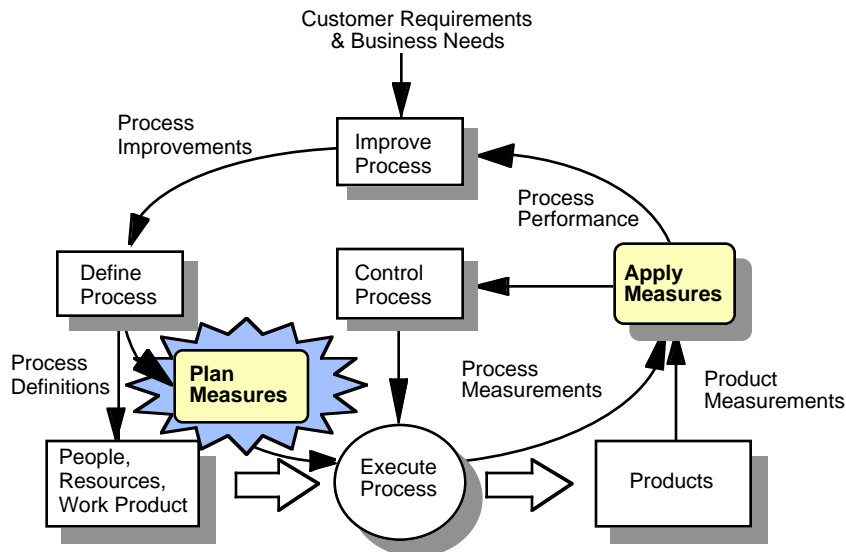 Customer Requirements
& Business Needs
Process
Improvements
Improve
Process
Process
Performance
Define
Process
Control
Process
Apply
Measures
Process
Definitions
Plan
Measures
Process
Measurements
Product
Measurements
People,
Resources,
Work Product
Execute
Process
Products